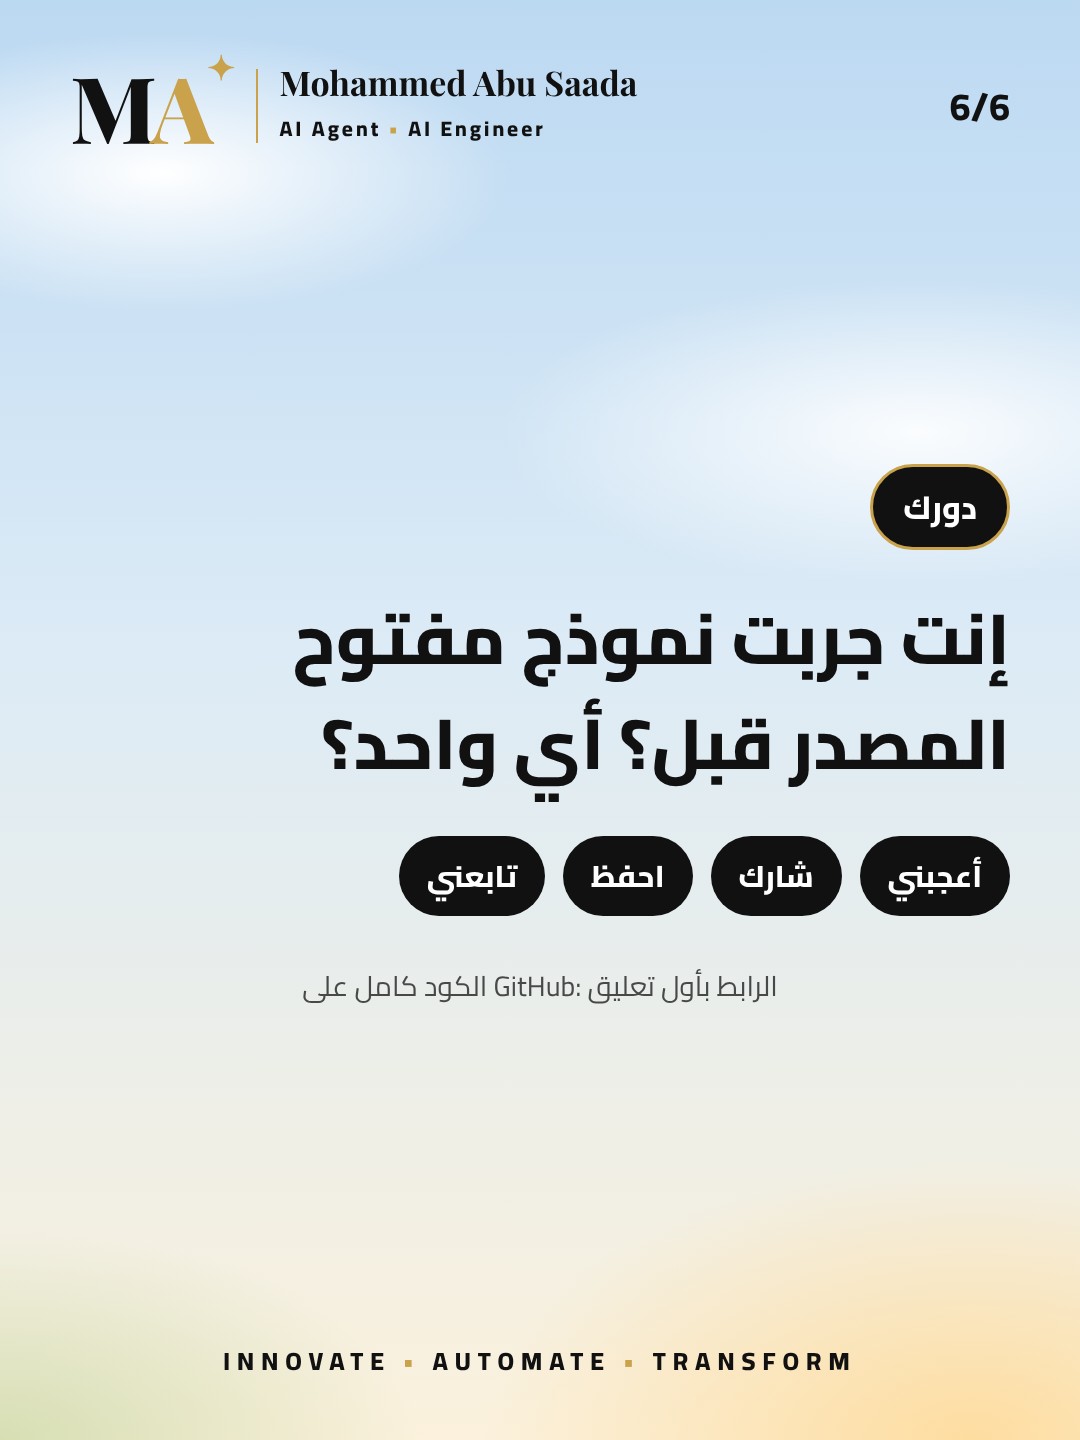 MA
Mohammed Abu Saada
AI Agent ▪ AI Engineer
6/6
دورك
إنت جربت نموذج مفتوح
المصدر قبل؟ أي واحد؟
أعجبني
شارك
احفظ
تابعني
الرابط بأول تعليق :GitHub الكود كامل على
INNOVATE ▪ AUTOMATE ▪ TRANSFORM